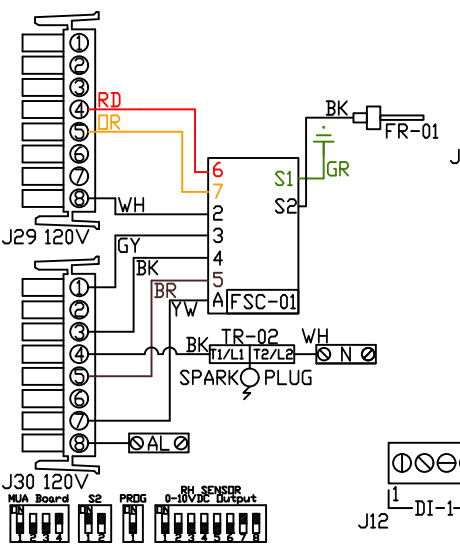 1
2
3
4 RD
5 OR
6
7
8 WH
J29 120V
6
7
2
3
4
5
A
S1
S2
FSC-01
GR
BK
FR-01
J
GY
BK
BR
YW
1
2
3
4
5
6
7
8
J30 120V
BK
TR-02
T1/L1 T2/L2
WH
N
SPARK PLUG
AL
MUA Board
ON
1 2 3 4
S2
ON
1 2
PROG
ON
1
RH SENSOR
0-10VDC Output
ON
1 2 3 4 5 6 7 8
1
DI-1-
J12